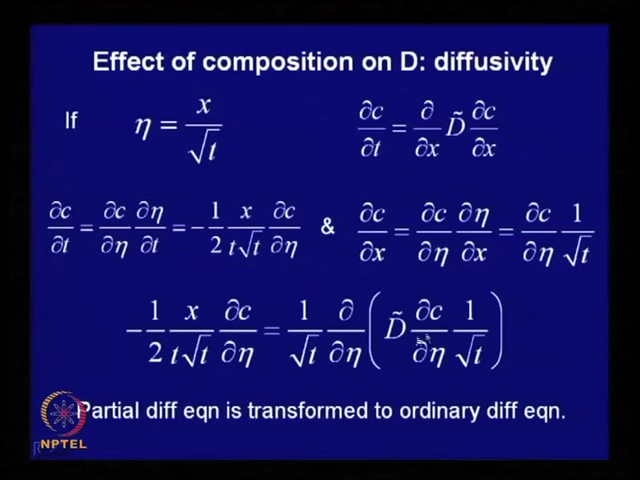 Effect of composition on D: diffusivity
If η = x/√t ∂c/∂t = ∂/∂x D̃ ∂c/∂x
∂c/∂t = ∂c/∂η ∂η/∂t = −1/2 x/t√t ∂c/∂η & ∂c/∂x = ∂c/∂η ∂η/∂x = ∂c/∂η 1/√t
−1/2 x/t√t ∂c/∂η = 1/√t ∂/∂η (D̃ ∂c/∂η 1/√t)
Partial diff eqn is transformed to ordinary diff eqn.
NPTEL